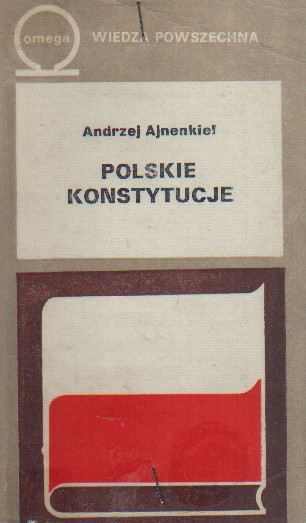 omega
WIEDZA POWSZECHNA
Andrzej Ajnenkiel
POLSKIE
KONSTYTUCJE